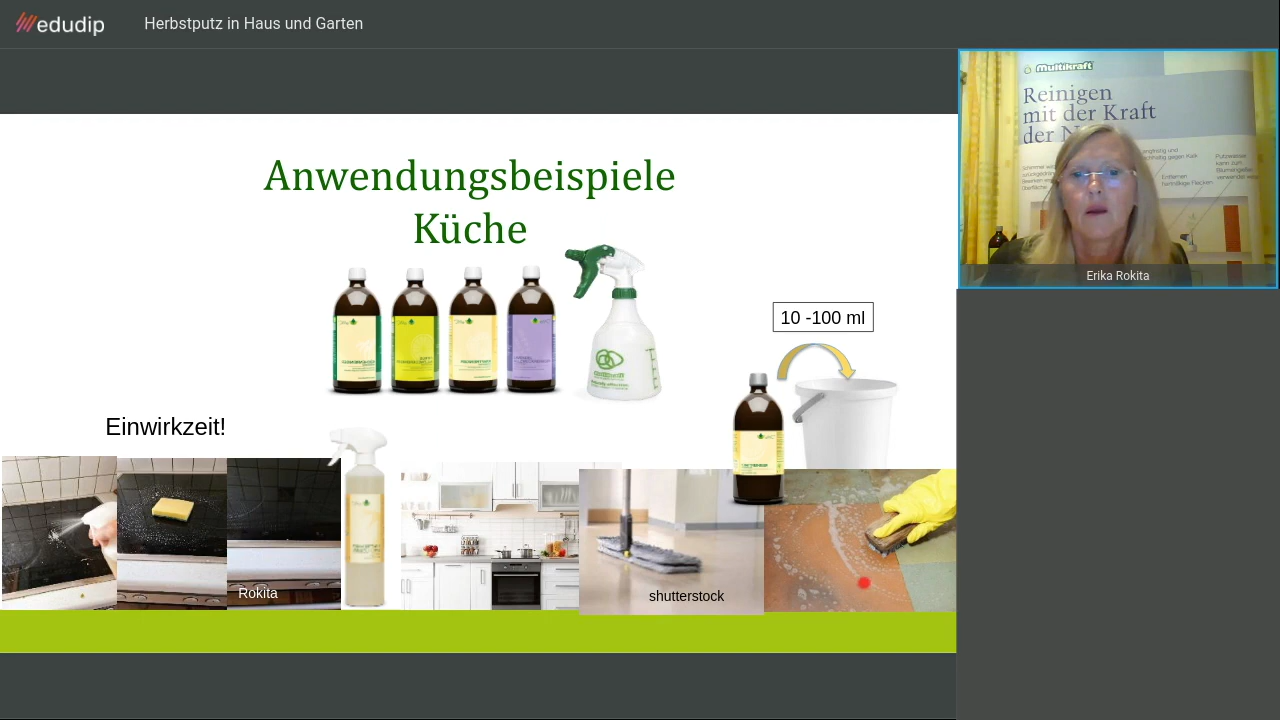 edudip
Herbstputz in Haus und Garten
Multikraft
Reinigen
mit der Kraft
der N
Erika Rokita
Anwendungsbeispiele
Küche
10 -100 ml
Einwirkzeit!
Multikraft
Rokita
shutterstock